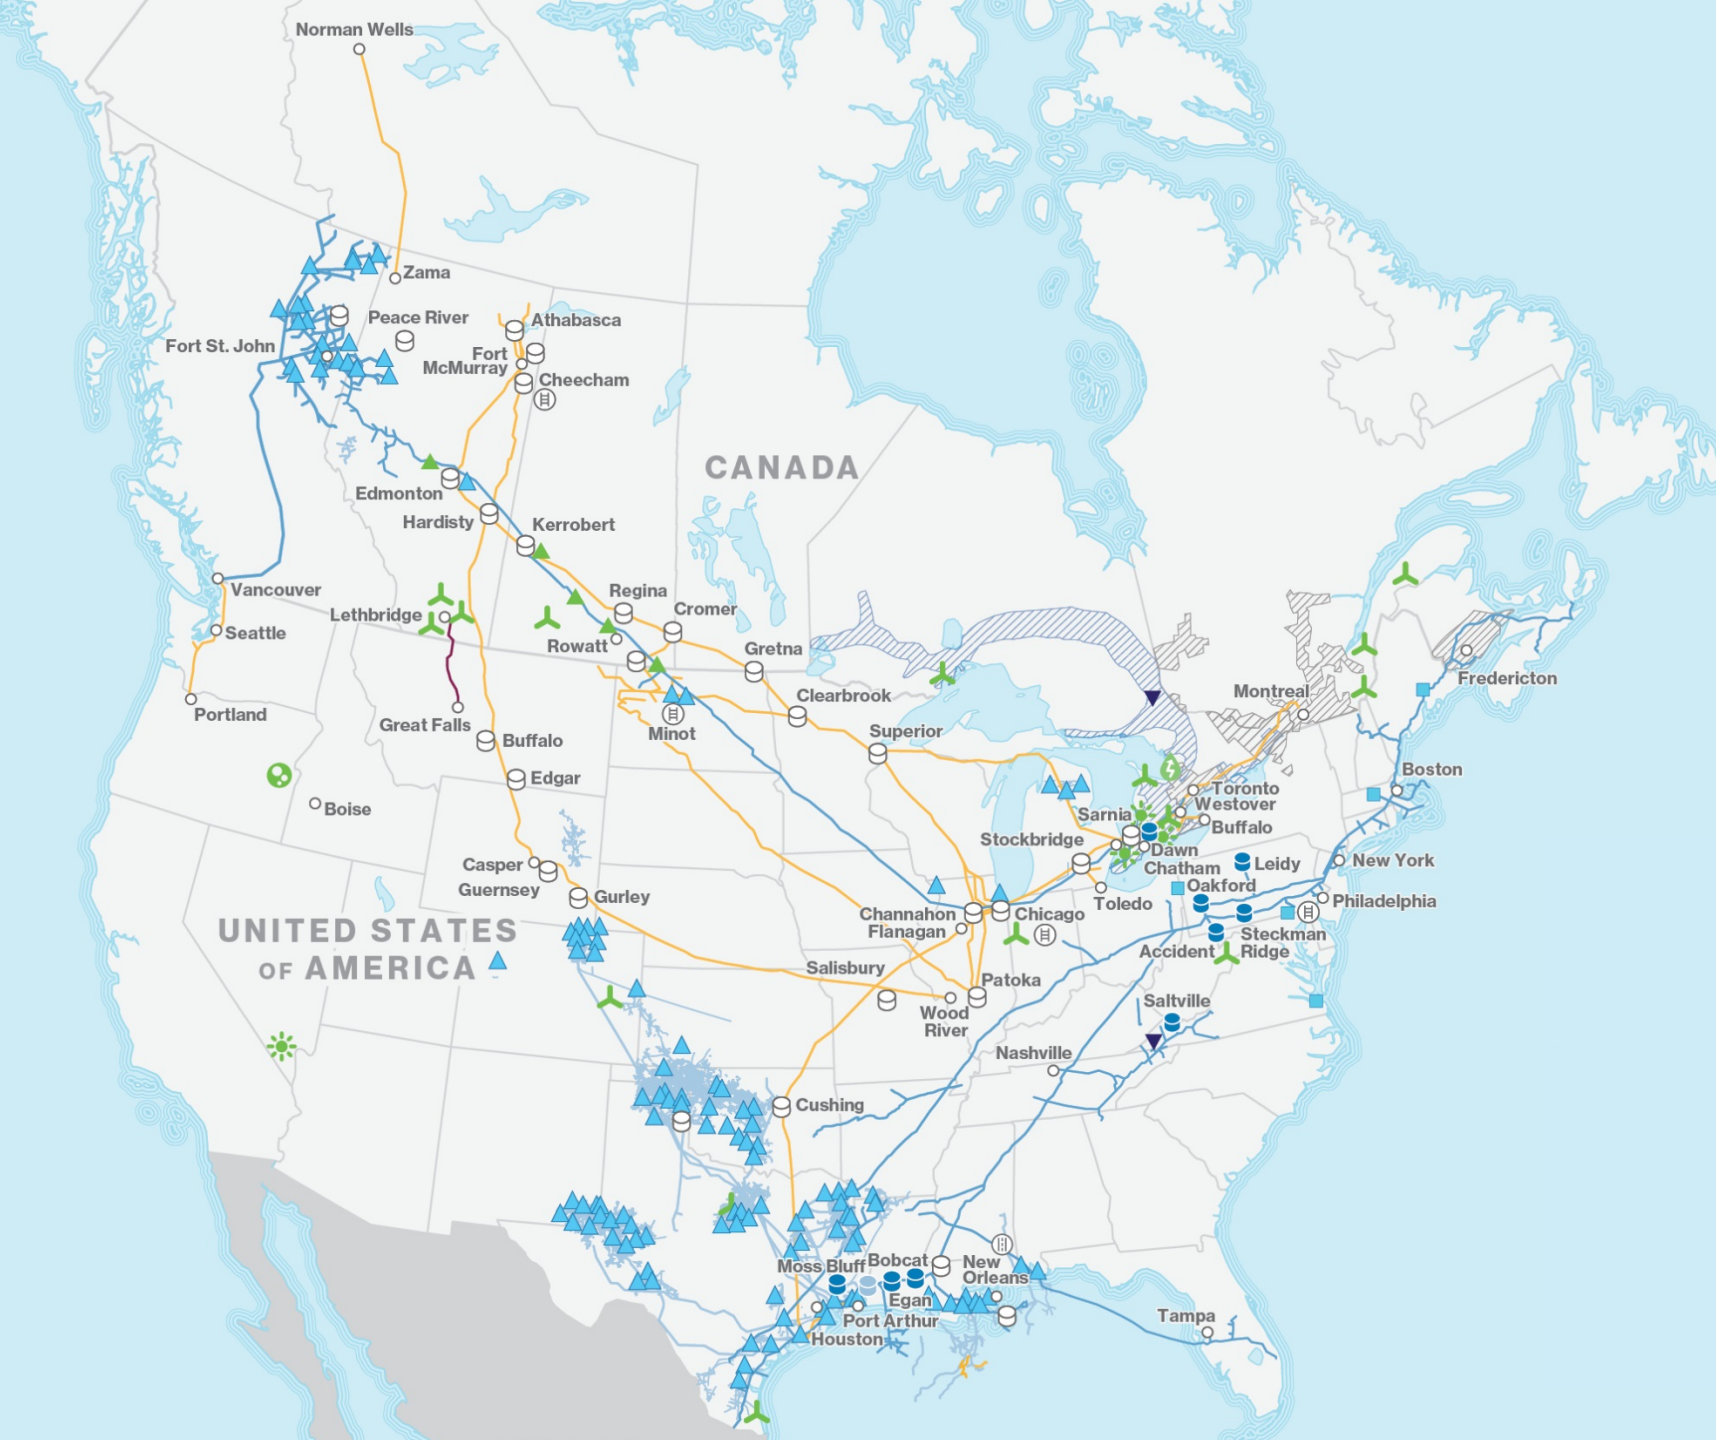 Norman Wells
Zama
Peace River
Athabasca
Fort St. John
Fort
McMurray
Cheecham
CANADA
Edmonton
Hardisty
Kerrobert
Vancouver
Lethbridge
Regina
Cromer
Seattle
Rowatt
Gretna
Fredericton
Clearbrook
Montreal
Portland
Great Falls
Minot
Superior
Buffalo
Edgar
Boston
Boise
Toronto
Westover
Sarnia
Buffalo
Stockbridge
Dawn
Chatham
Casper
Leidy
New York
Guernsey
Gurley
Oakford
Toledo
Philadelphia
Channahon
Flanagan
Chicago
UNITED STATES
OF AMERICA
Steckman
Ridge
Accident
Salisbury
Patoka
Wood
River
Saltville
Nashville
Cushing
Moss Bluff
Bobcat
New
Orleans
Egan
Port Arthur
Houston
Tampa